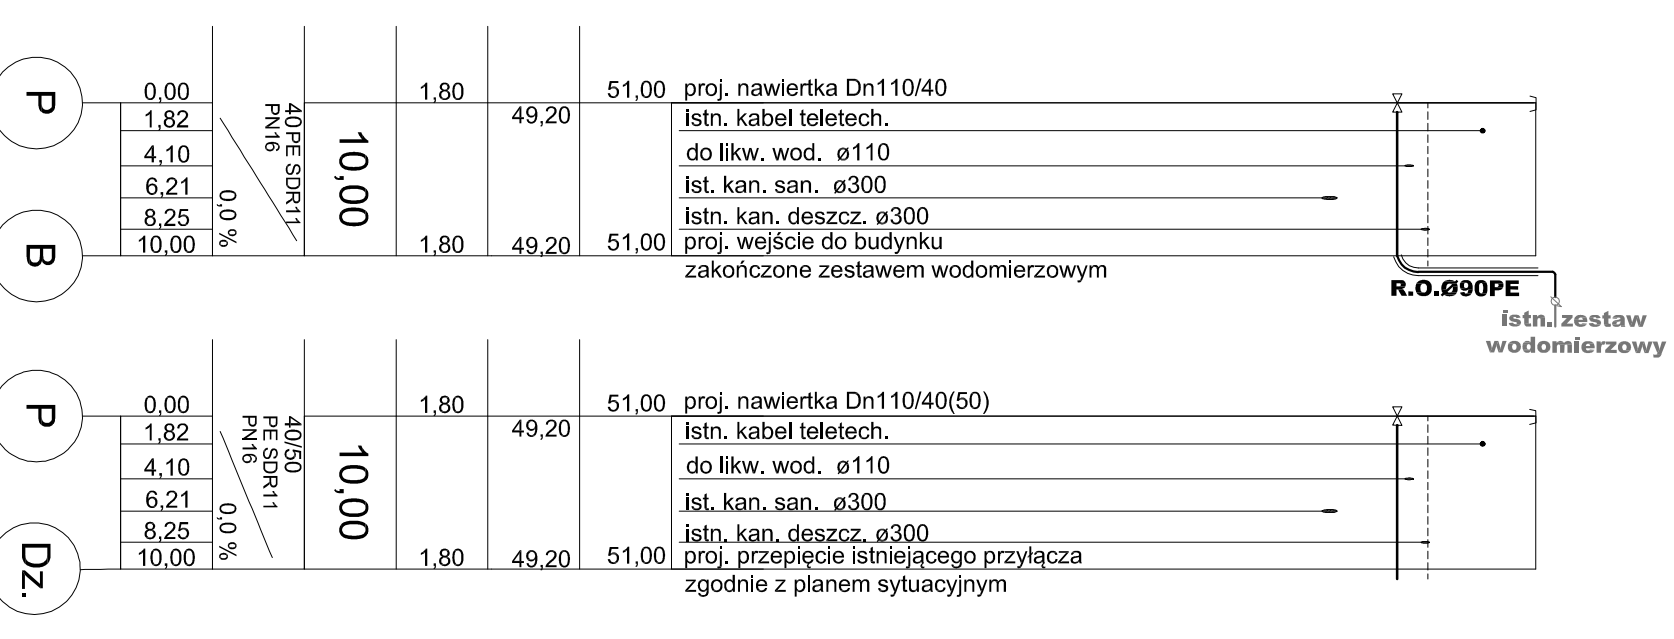 P
0,00
1,80
51,00 proj. nawiertka Dn110/40
1,82
49,20
istn. kabel teletech.
4,10
do likw. wod. ø110
6,21
ist. kan. san. ø300
8,25
istn. kan. deszcz. ø300
B
10,00
1,80
49,20
51,00 proj. wejście do budynku
zakończone zestawem wodomierzowym
40PE SDR11
PN16
0,0 %
10,00
R.O.Ø90PE
istn. zestaw
wodomierzowy
P
0,00
1,80
51,00 proj. nawiertka Dn110/40(50)
1,82
49,20
istn. kabel teletech.
4,10
do likw. wod. ø110
6,21
ist. kan. san. ø300
8,25
istn. kan. deszcz. ø300
Dz.
10,00
1,80
49,20
51,00 proj. przepięcie istniejącego przyłącza
zgodnie z planem sytuacyjnym
40/50
PE SDR11
PN16
0,0 %
10,00